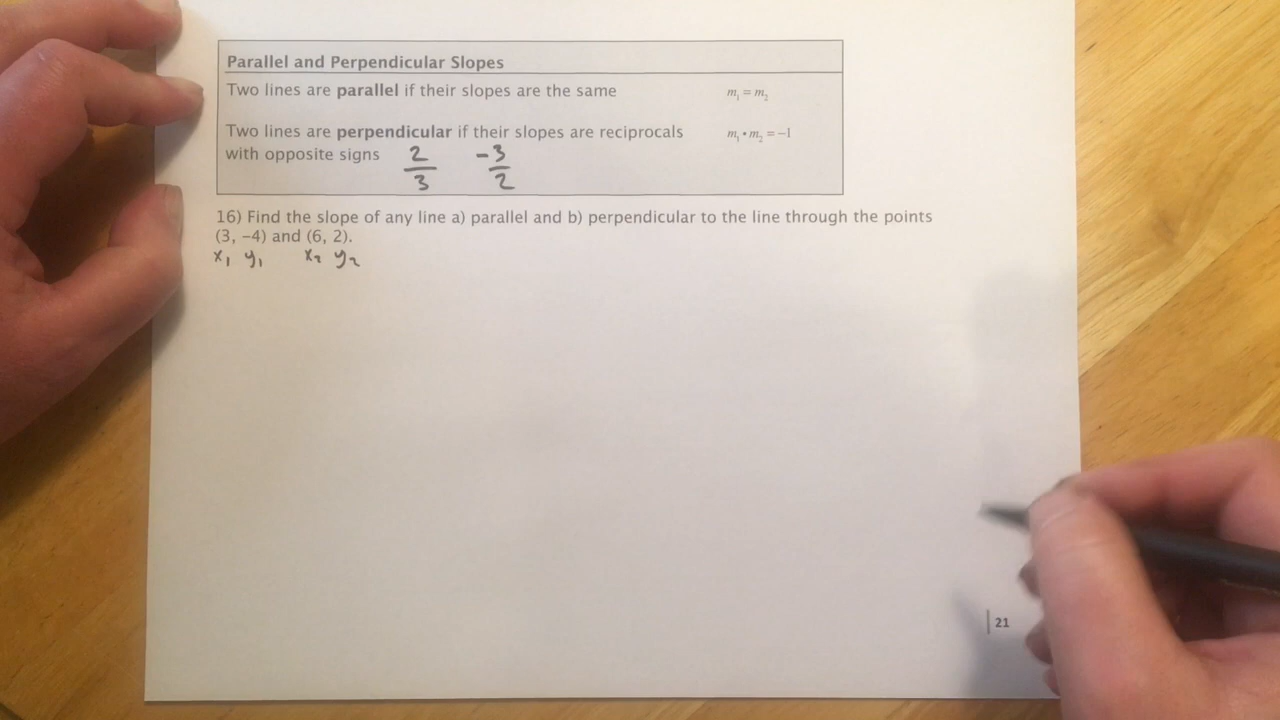 Parallel and Perpendicular Slopes
Two lines are parallel if their slopes are the same m₁ = m₂
Two lines are perpendicular if their slopes are reciprocals m₁ • m₂ = −1
with opposite signs 2/3 -3/2
16) Find the slope of any line a) parallel and b) perpendicular to the line through the points
(3, −4) and (6, 2).
x₁ y₁ x₂ y₂
21